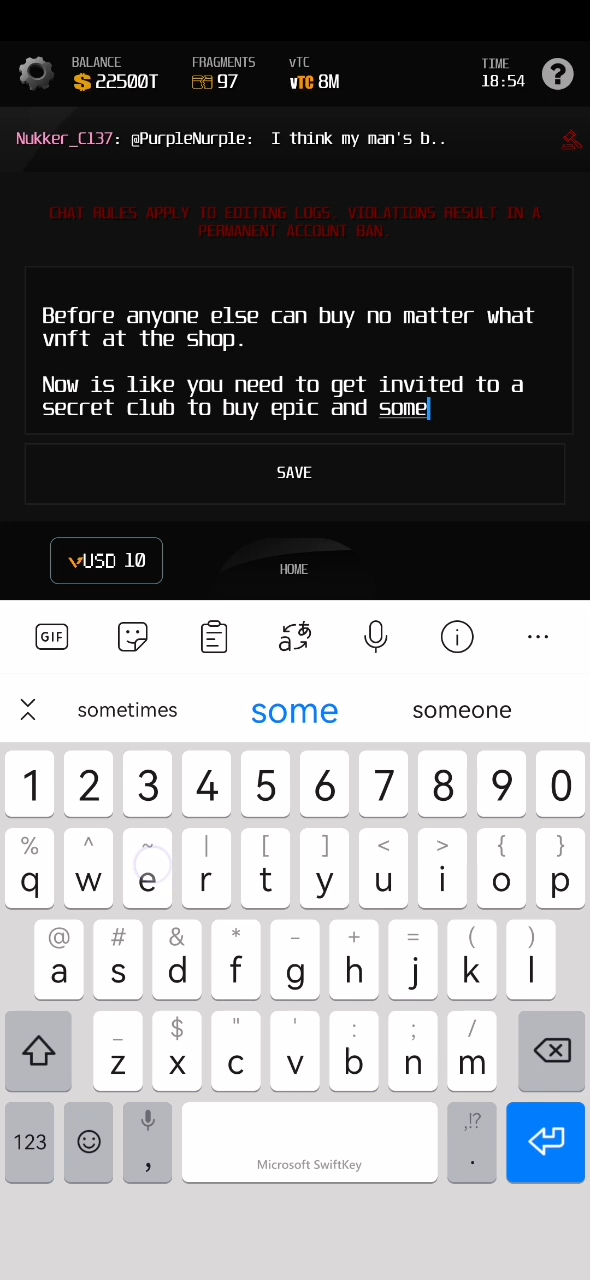 BALANCE FRAGMENTS vTC TIME
$ 22500T 97 vTC 8M 18:54 ?
Nukker_C137: @PurpleNurple: I think my man's b..
CHAT RULES APPLY TO EDITING LOGS. VIOLATIONS RESULT IN A
PERMANENT ACCOUNT BAN.
Before anyone else can buy no matter what
vnft at the shop.
Now is like you need to get invited to a
secret club to buy epic and some
SAVE
USD 10 HOME
GIF aあ i ...
sometimes some someone
1 2 3 4 5 6 7 8 9 0
% ^ ~ | [ ] < > { }
q w e r t y u i o p
@ # & * - + = ( )
a s d f g h j k l
_ $ " ' : ; /
z x c v b n m
123 , Microsoft SwiftKey ,!? .